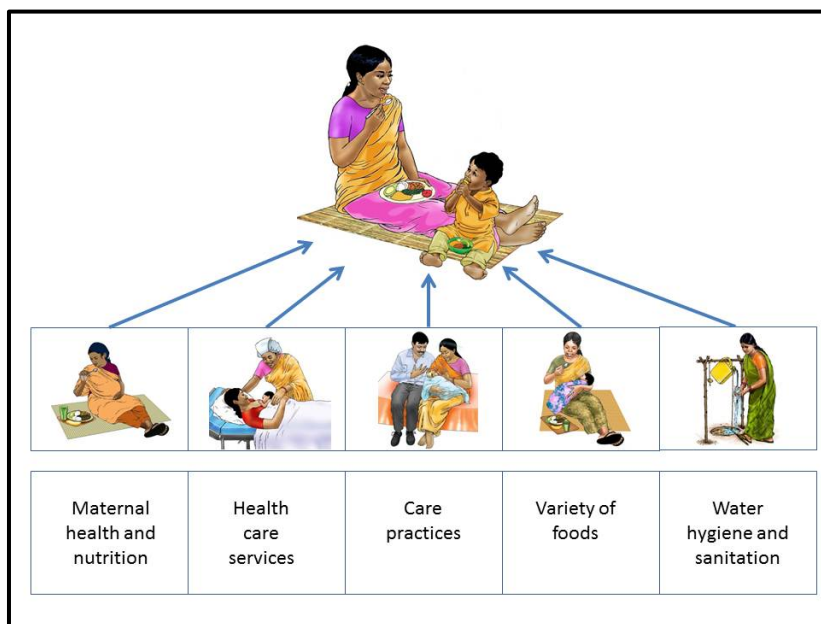 Maternal
health and
nutrition
Health
care
services
Care
practices
Variety of
foods
Water
hygiene and
sanitation